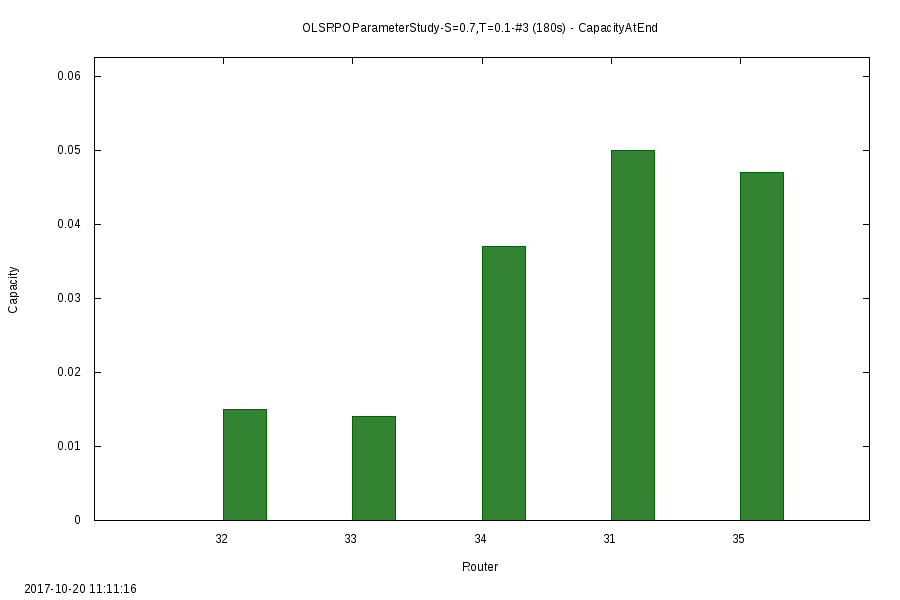 OLSRPOParameterStudy-S=0.7,T=0.1-#3 (180s) - CapacityAtEnd
0.06
0.05
0.04
0.03
0.02
0.01
0
Capacity
32 33 34 31 35
Router
2017-10-20 11:11:16